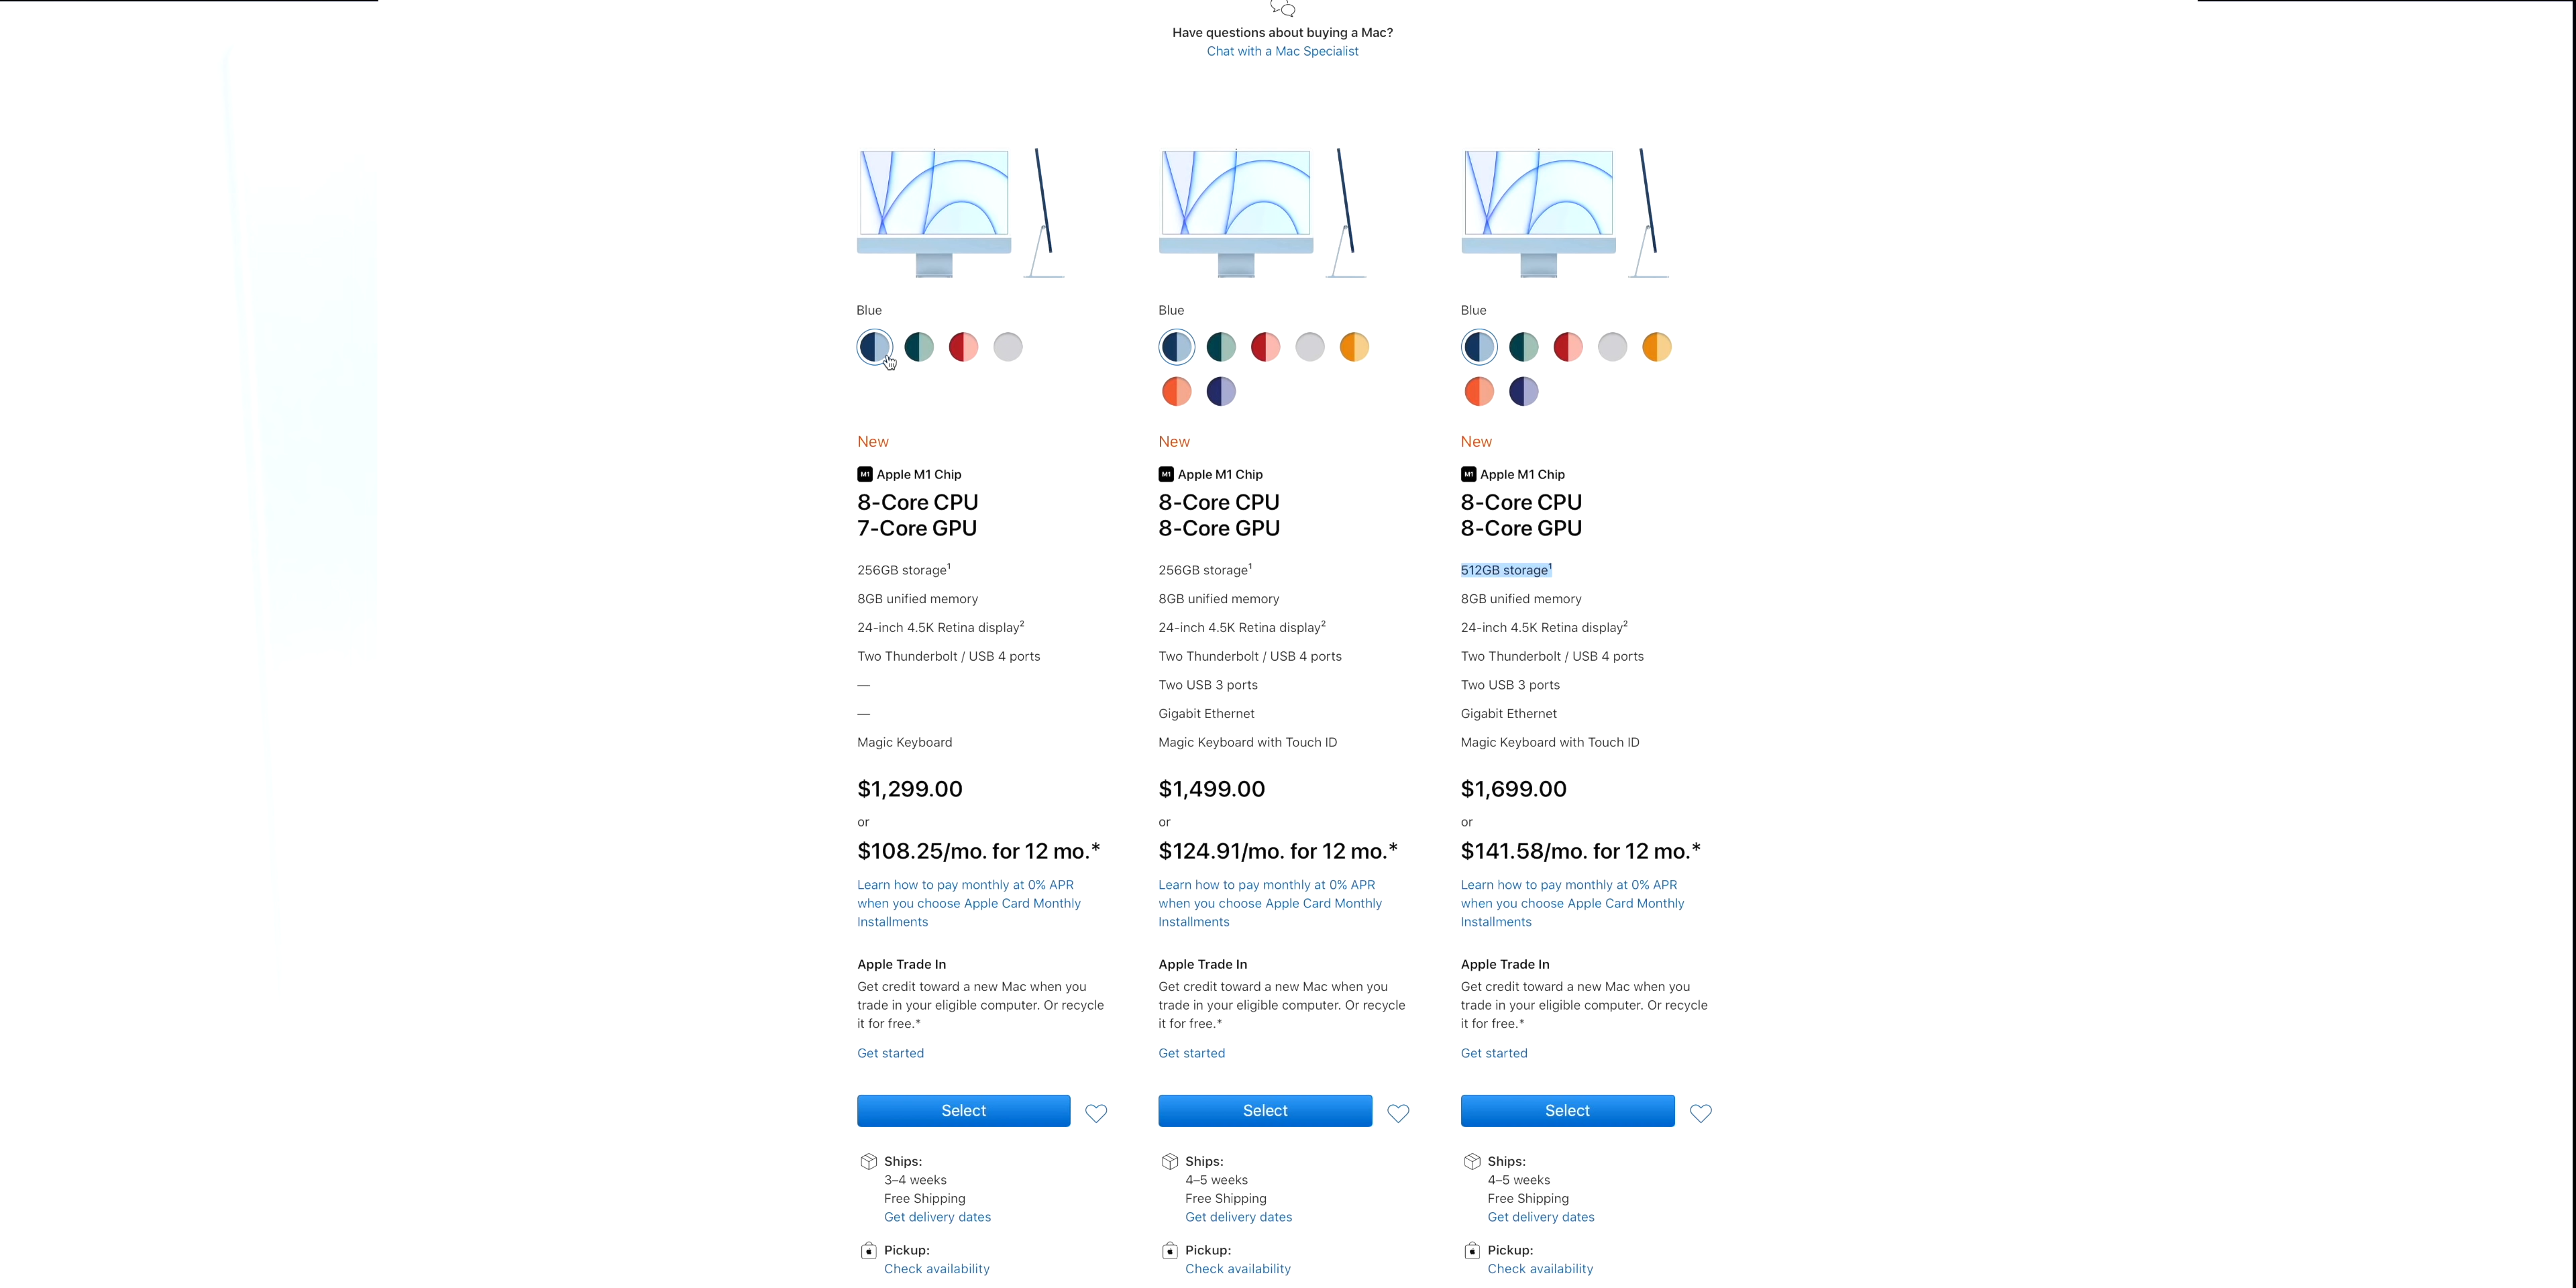 Have questions about buying a Mac?
Chat with a Mac Specialist
Blue
New
M1 Apple M1 Chip
8-Core CPU
7-Core GPU
256GB storage¹
8GB unified memory
24-inch 4.5K Retina display²
Two Thunderbolt / USB 4 ports
—
—
Magic Keyboard
$1,299.00
or
$108.25/mo. for 12 mo.*
Learn how to pay monthly at 0% APR
when you choose Apple Card Monthly
Installments
Apple Trade In
Get credit toward a new Mac when you
trade in your eligible computer. Or recycle
it for free.*
Get started
Select
Ships:
3–4 weeks
Free Shipping
Get delivery dates
Pickup:
Check availability
Blue
New
M1 Apple M1 Chip
8-Core CPU
8-Core GPU
256GB storage¹
8GB unified memory
24-inch 4.5K Retina display²
Two Thunderbolt / USB 4 ports
Two USB 3 ports
Gigabit Ethernet
Magic Keyboard with Touch ID
$1,499.00
or
$124.91/mo. for 12 mo.*
Learn how to pay monthly at 0% APR
when you choose Apple Card Monthly
Installments
Apple Trade In
Get credit toward a new Mac when you
trade in your eligible computer. Or recycle
it for free.*
Get started
Select
Ships:
4–5 weeks
Free Shipping
Get delivery dates
Pickup:
Check availability
Blue
New
M1 Apple M1 Chip
8-Core CPU
8-Core GPU
512GB storage¹
8GB unified memory
24-inch 4.5K Retina display²
Two Thunderbolt / USB 4 ports
Two USB 3 ports
Gigabit Ethernet
Magic Keyboard with Touch ID
$1,699.00
or
$141.58/mo. for 12 mo.*
Learn how to pay monthly at 0% APR
when you choose Apple Card Monthly
Installments
Apple Trade In
Get credit toward a new Mac when you
trade in your eligible computer. Or recycle
it for free.*
Get started
Select
Ships:
4–5 weeks
Free Shipping
Get delivery dates
Pickup:
Check availability